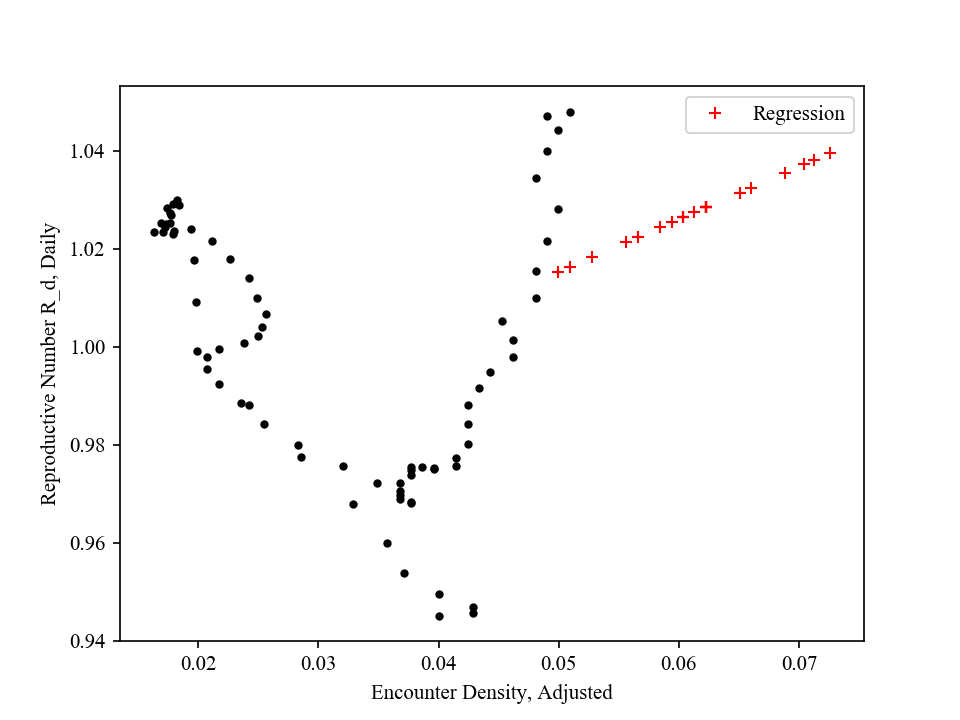 Regression
1.04
1.02
1.00
0.98
0.96
0.94
Reproductive Number R_d, Daily
0.02 0.03 0.04 0.05 0.06 0.07
Encounter Density, Adjusted